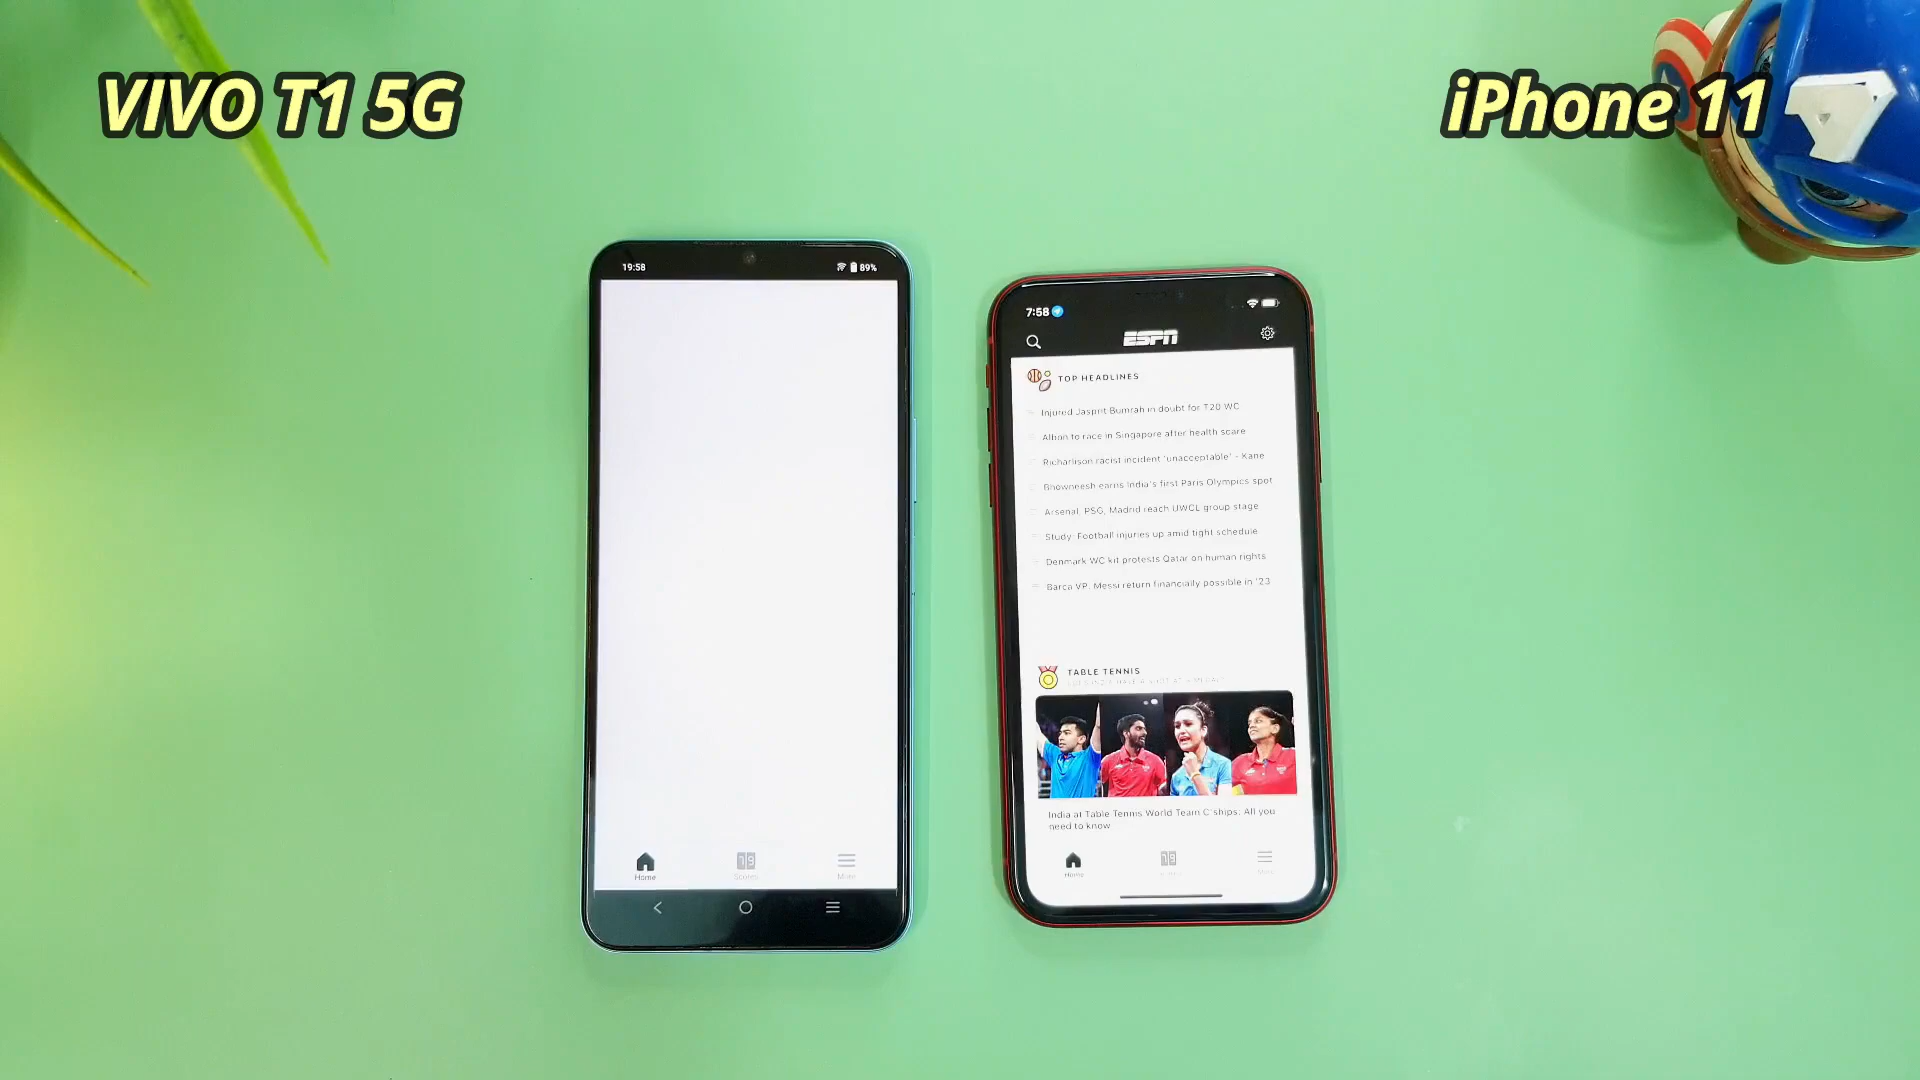 VIVO T1 5G
iPhone 11
19:58
89%
Home
Scores
More
7:58
ESPN
TOP HEADLINES
Injured Jasprit Bumrah in doubt for T20 WC
Albon to race in Singapore after health scare
Richarlison racist incident 'unacceptable' - Kane
Bhowneesh earns India's first Paris Olympics spot
Arsenal, PSG, Madrid reach UWCL group stage
Study: Football injuries up amid tight schedule
Denmark WC kit protests Qatar on human rights
Barca VP: Messi return financially possible in '23
TABLE TENNIS
India at Table Tennis World Team C'ships: All you
need to know
Home